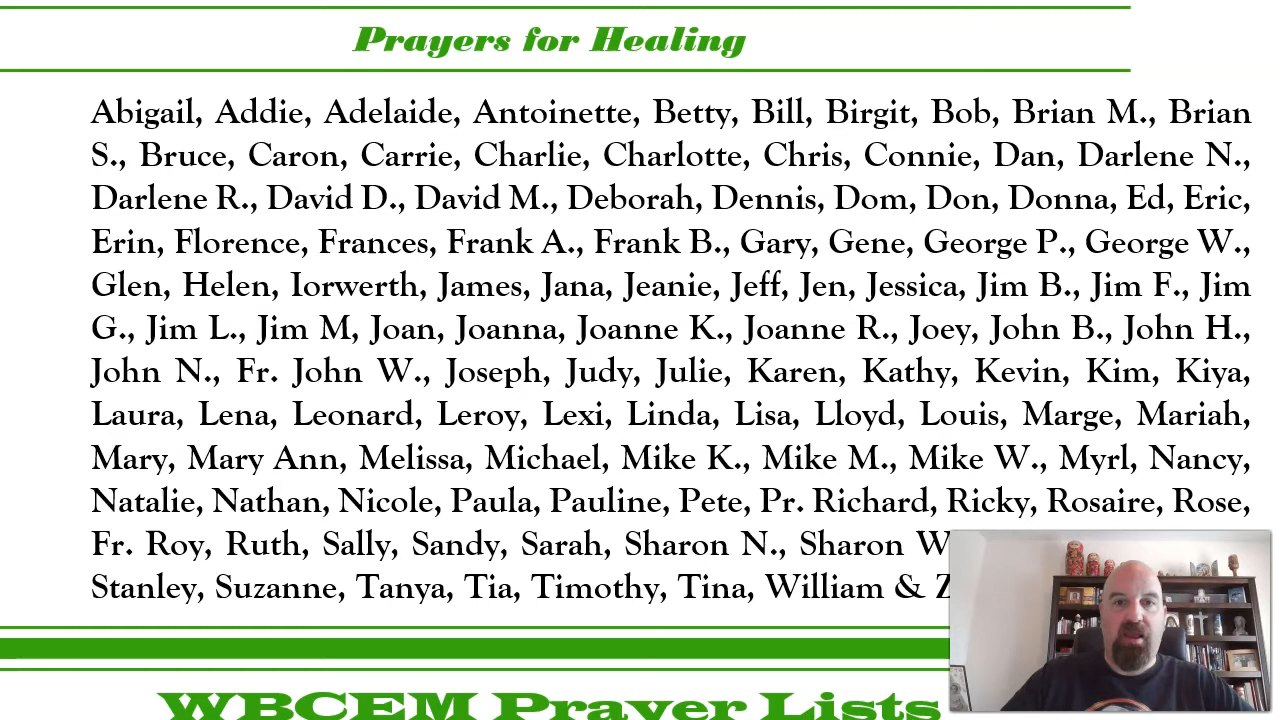 Prayers for Healing
Abigail, Addie, Adelaide, Antoinette, Betty, Bill, Birgit, Bob, Brian M., Brian
S., Bruce, Caron, Carrie, Charlie, Charlotte, Chris, Connie, Dan, Darlene N.,
Darlene R., David D., David M., Deborah, Dennis, Dom, Don, Donna, Ed, Eric,
Erin, Florence, Frances, Frank A., Frank B., Gary, Gene, George P., George W.,
Glen, Helen, Iorwerth, James, Jana, Jeanie, Jeff, Jen, Jessica, Jim B., Jim F., Jim
G., Jim L., Jim M, Joan, Joanna, Joanne K., Joanne R., Joey, John B., John H.,
John N., Fr. John W., Joseph, Judy, Julie, Karen, Kathy, Kevin, Kim, Kiya,
Laura, Lena, Leonard, Leroy, Lexi, Linda, Lisa, Lloyd, Louis, Marge, Mariah,
Mary, Mary Ann, Melissa, Michael, Mike K., Mike M., Mike W., Myrl, Nancy,
Natalie, Nathan, Nicole, Paula, Pauline, Pete, Pr. Richard, Ricky, Rosaire, Rose,
Fr. Roy, Ruth, Sally, Sandy, Sarah, Sharon N., Sharon W
Stanley, Suzanne, Tanya, Tia, Timothy, Tina, William &
WBCEM Prayer Lists